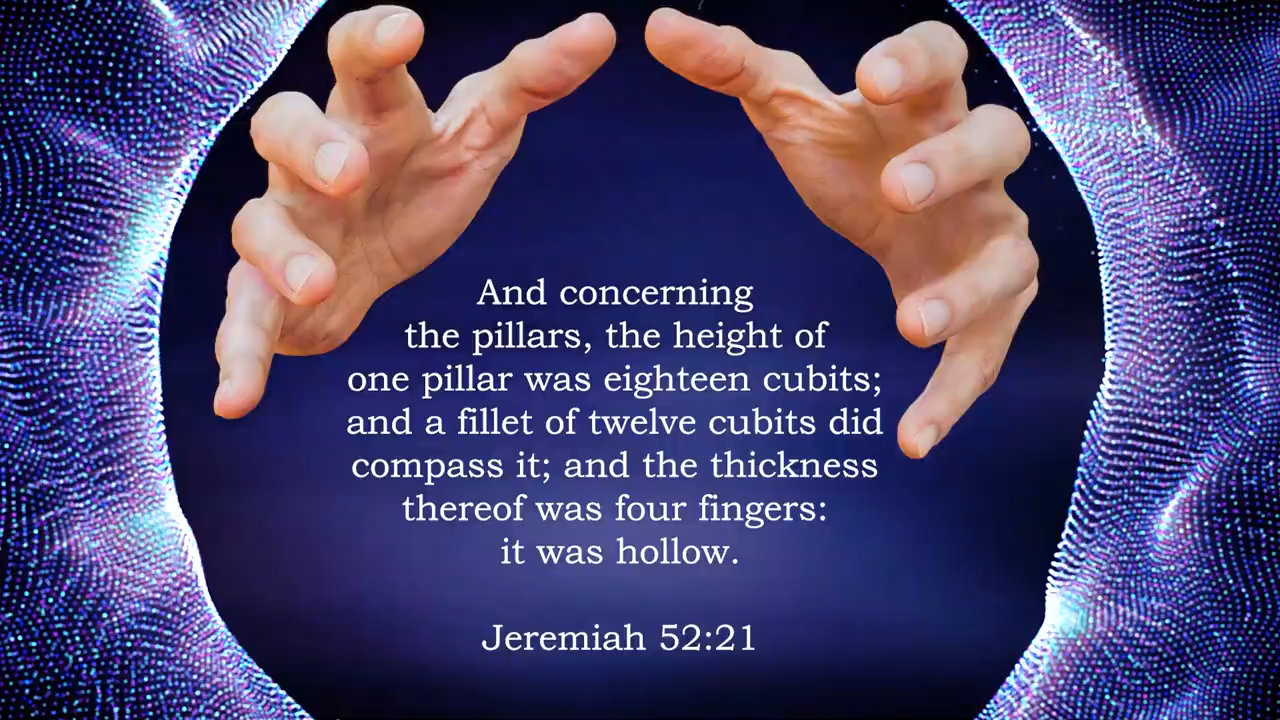 And concerning
the pillars, the height of
one pillar was eighteen cubits;
and a fillet of twelve cubits did
compass it; and the thickness
thereof was four fingers:
it was hollow.
Jeremiah 52:21